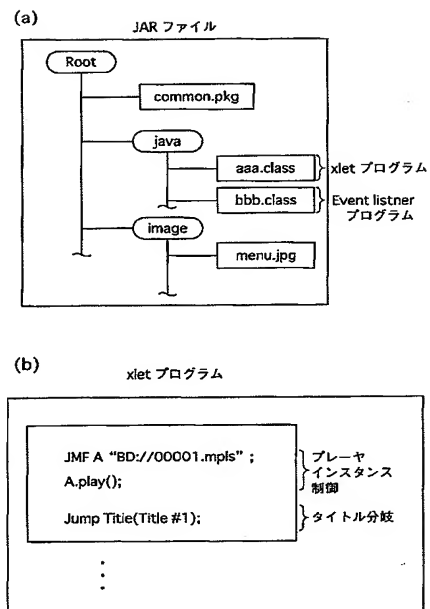 (a)
JAR ファイル
Root
common.pkg
java
aaa.class
xlet プログラム
bbb.class
Event listner
プログラム
image
menu.jpg
(b)
xlet プログラム
JMF A “BD://00001.mpls” ;
A.play();
プレーヤ
インスタンス
制御
Jump Title(Title #1);
タイトル分岐